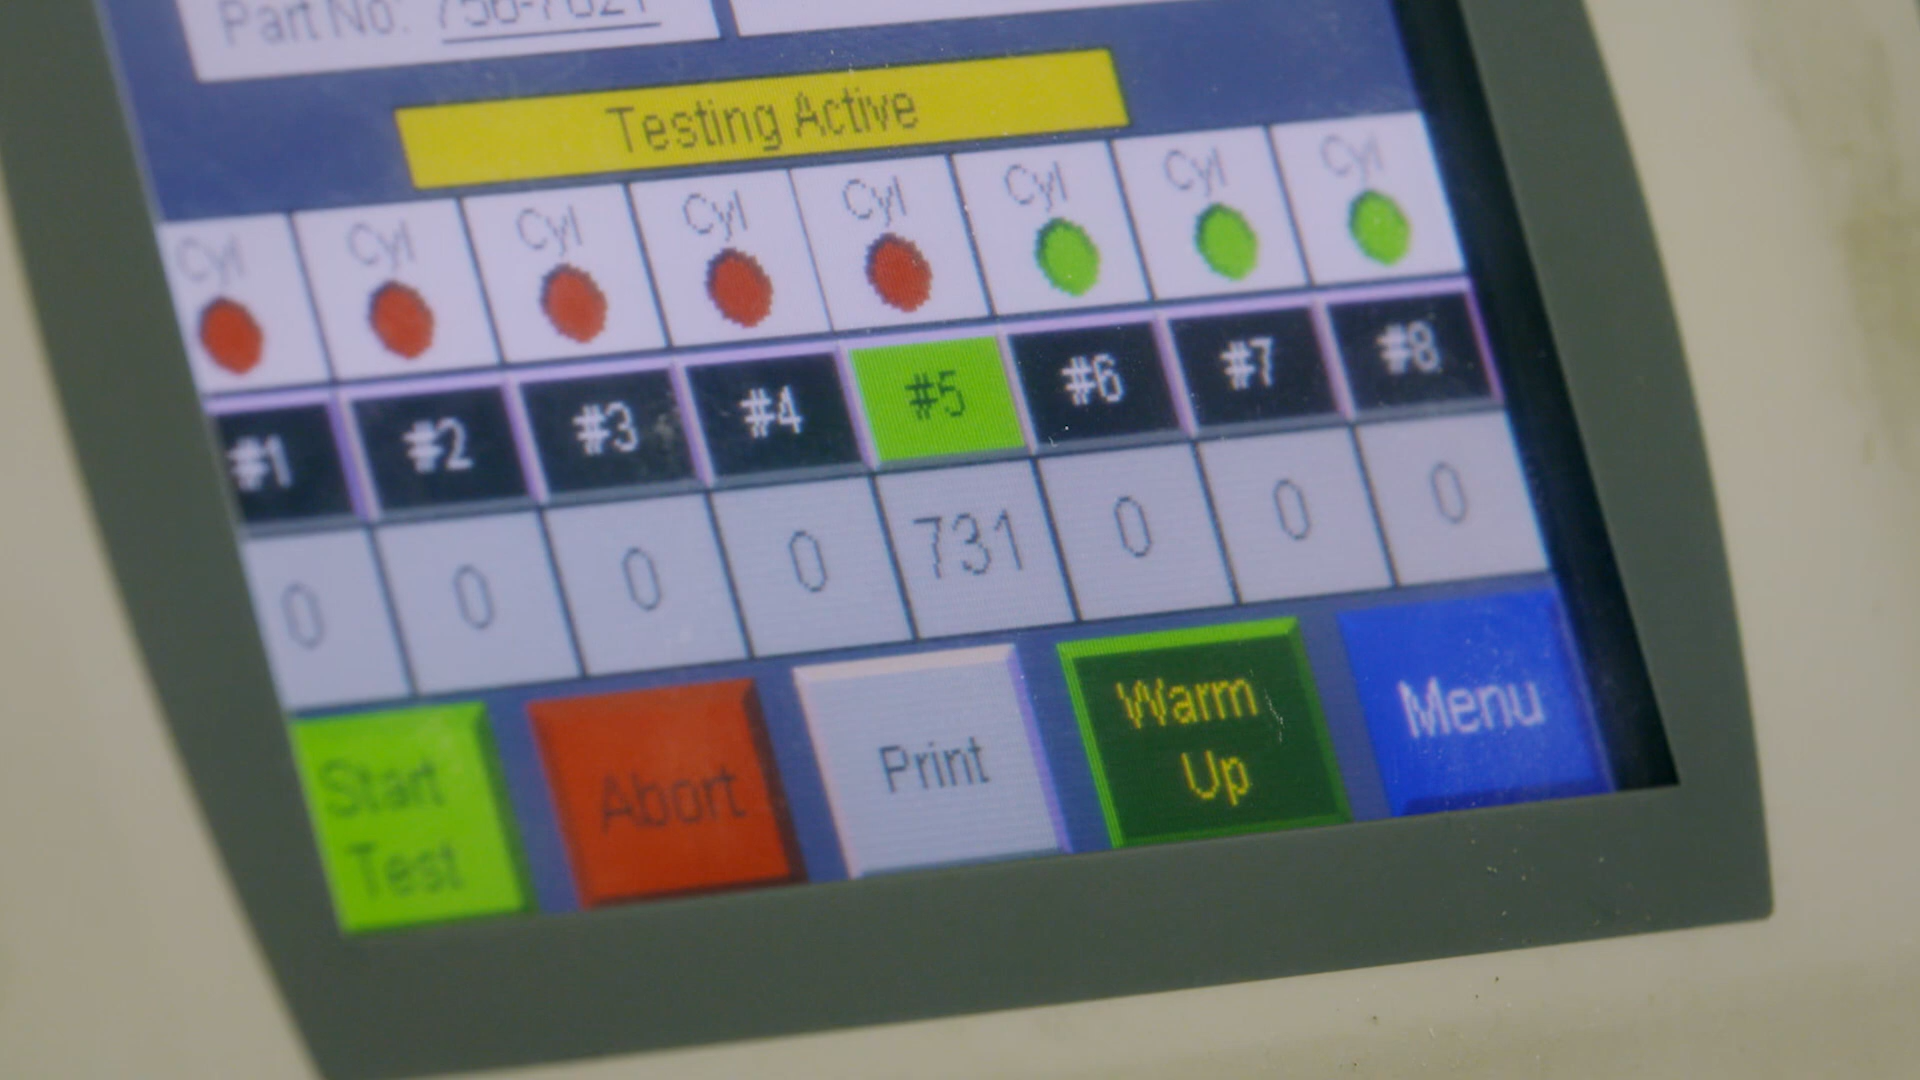 Part No:
Testing Active
Cyl Cyl Cyl Cyl Cyl Cyl Cyl Cyl
#1 #2 #3 #4 #5 #6 #7 #8
0 0 0 0 731 0 0 0
Start
Test
Abort
Print
Warm
Up
Menu